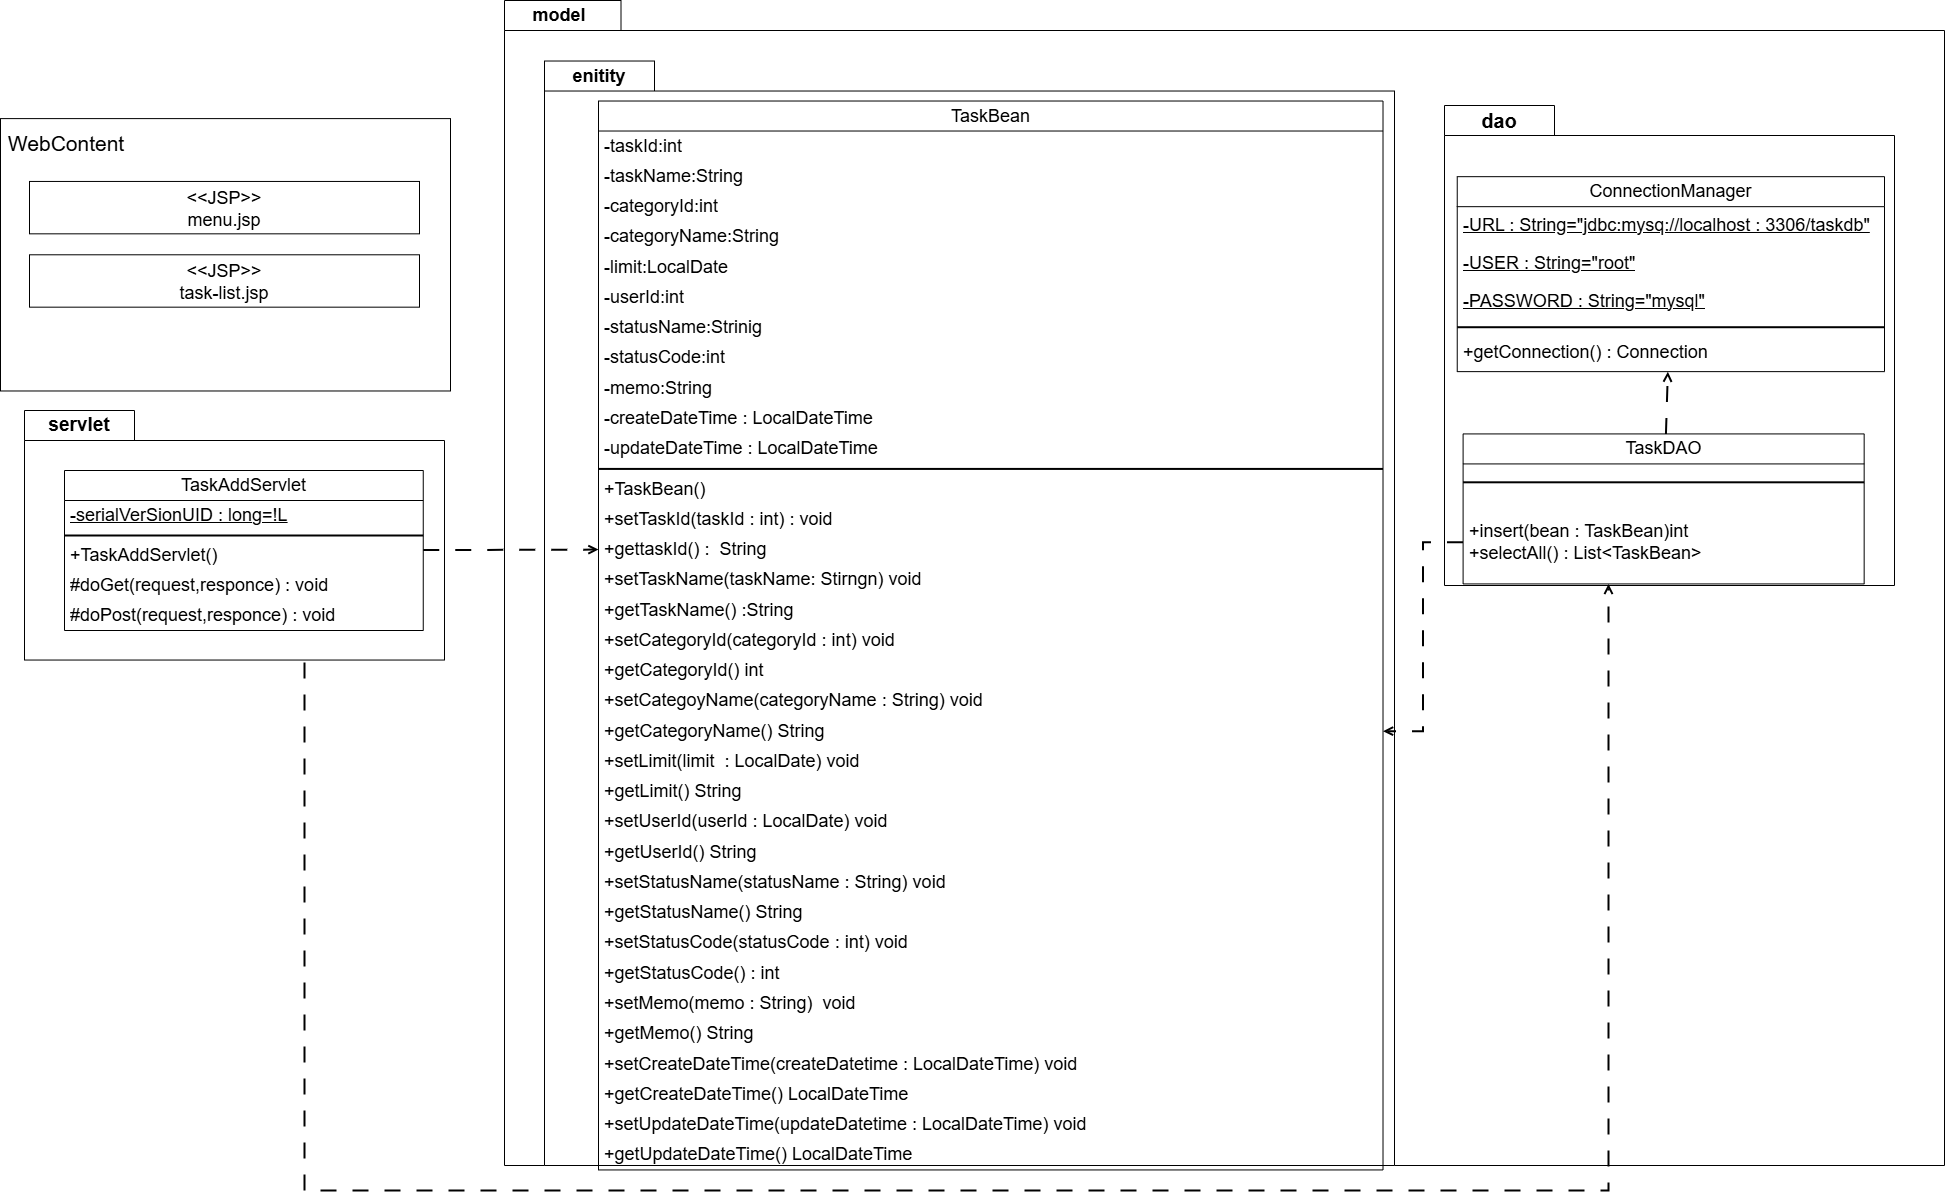 model
enitity
TaskBean
-taskId:int
-taskName:String
-categoryId:int
-categoryName:String
-limit:LocalDate
-userId:int
-statusName:Strinig
-statusCode:int
-memo:String
-createDateTime : LocalDateTime
-updateDateTime : LocalDateTime
+TaskBean()
+setTaskId(taskId : int) : void
+gettaskId() :  String
+setTaskName(taskName: Stirngn) void
+getTaskName() :String
+setCategoryId(categoryId : int) void
+getCategoryId() int
+setCategoyName(categoryName : String) void
+getCategoryName() String
+setLimit(limit  : LocalDate) void
+getLimit() String
+setUserId(userId : LocalDate) void
+getUserId() String
+setStatusName(statusName : String) void
+getStatusName() String
+setStatusCode(statusCode : int) void
+getStatusCode() : int
+setMemo(memo : String)  void
+getMemo() String
+setCreateDateTime(createDatetime : LocalDateTime) void
+getCreateDateTime() LocalDateTime
+setUpdateDateTime(updateDatetime : LocalDateTime) void
+getUpdateDateTime() LocalDateTime
dao
ConnectionManager
-URL : String="jdbc:mysq://localhost : 3306/taskdb"
-USER : String="root"
-PASSWORD : String="mysql"
+getConnection() : Connection
TaskDAO
+insert(bean : TaskBean)int
+selectAll() : List<TaskBean>
WebContent
<<JSP>>
menu.jsp
<<JSP>>
task-list.jsp
servlet
TaskAddServlet
-serialVerSionUID : long=!L
+TaskAddServlet()
#doGet(request,responce) : void
#doPost(request,responce) : void